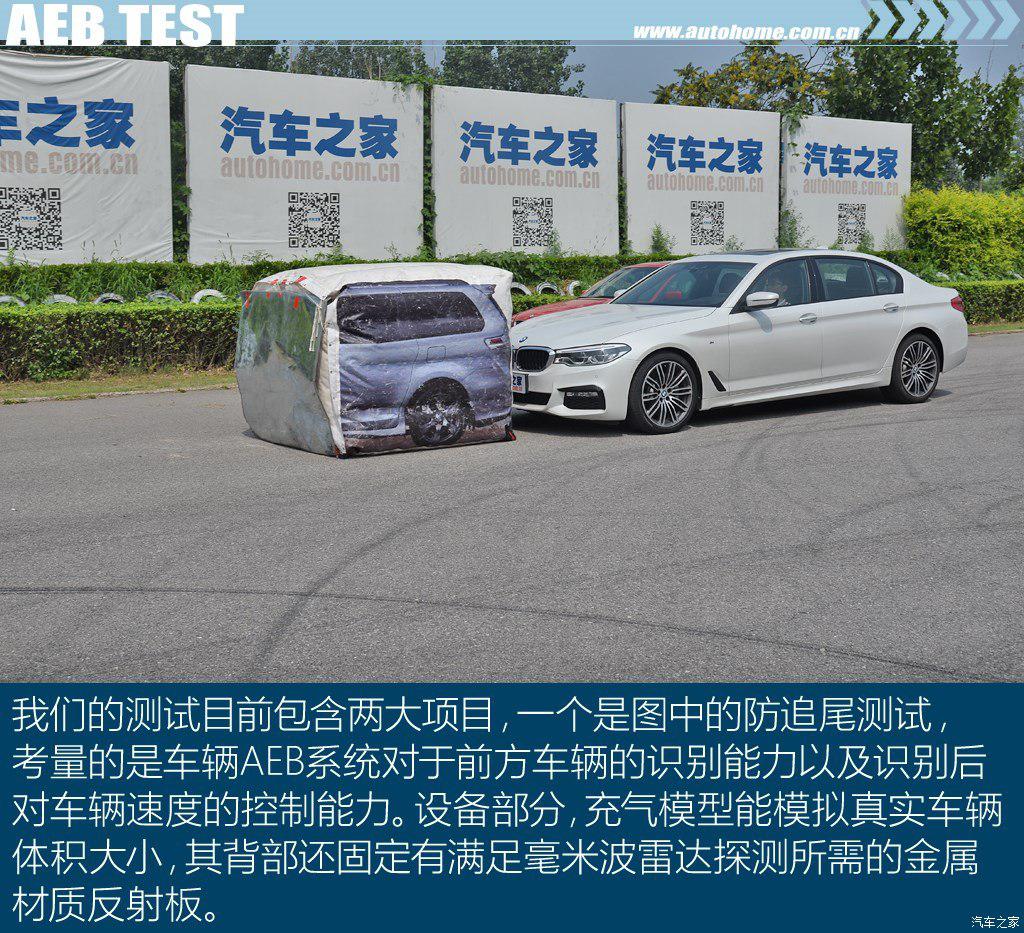 AEB TEST
www.autohome.com.cn
车之家
me.com.cn
汽车之家
autohome.com.cn
汽车之家
autohome.com.cn
汽车之家
autohome.com.cn
汽车之家
autohome.com.cn
我们的测试目前包含两大项目,一个是图中的防追尾测试,
考量的是车辆AEB系统对于前方车辆的识别能力以及识别后
对车辆速度的控制能力。设备部分,充气模型能模拟真实车辆
体积大小,其背部还固定有满足毫米波雷达探测所需的金属
材质反射板。
汽车之家